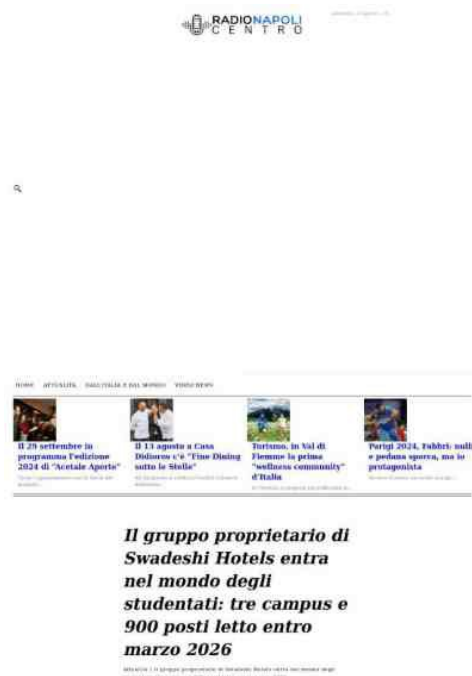 RADIONAPOLI
CENTRO
HOME ATTUALITÀ DALL'ITALIA E DAL MONDO VIDEO NEWS
Il 29 settembre in
programma l'edizione
2024 di "Acetaie Aperte"
Il 13 agosto a Casa
Didioro c'è "Fine Dining
sotto le Stelle"
Turismo, in Val di
Fiemme la prima
"wellness community"
d'Italia
Parigi 2024, Fabbri: null
e pedana sporca, ma io
protagonista
Il gruppo proprietario di
Swadeshi Hotels entra
nel mondo degli
studentati: tre campus e
900 posti letto entro
marzo 2026